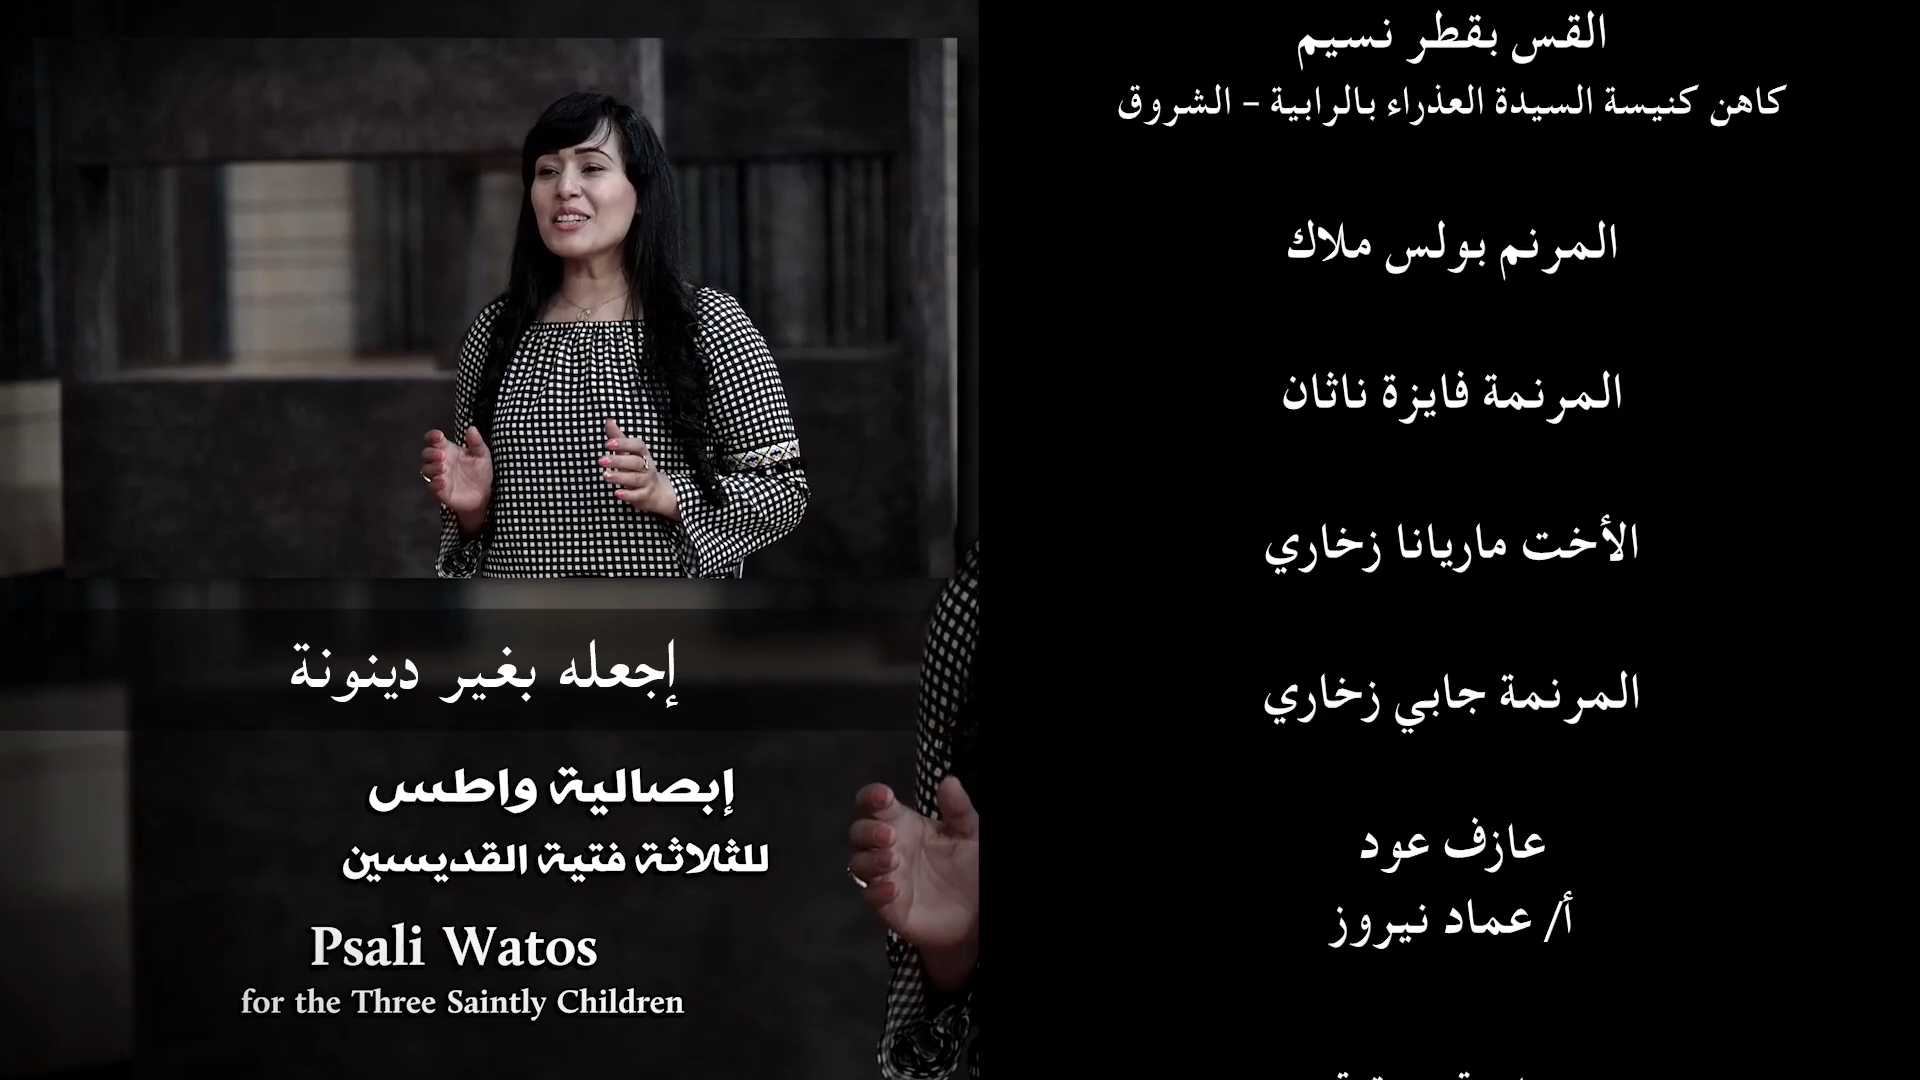 إجعله بغير دينونة
إبصالية واطس
للثلاثة فتية القديسين
Psali Watos
for the Three Saintly Children
القس بقطر نسيم
كاهن كنيسة السيدة العذراء بالرابية - الشروق
المرنم بولس ملاك
المرنمة فايزة ناثان
الأخت ماريانا زخاري
المرنمة جابي زخاري
عازف عود
أ/ عماد نيروز